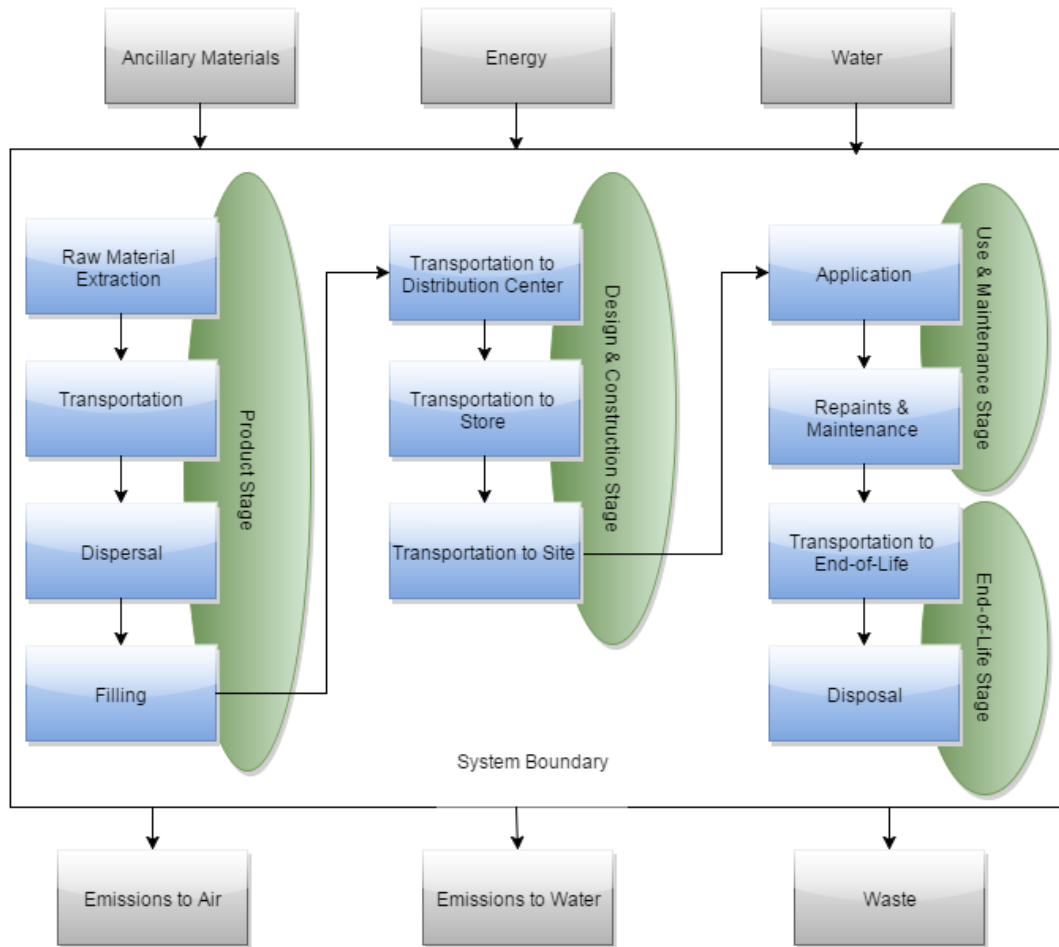 Ancillary Materials
Energy
Water
Raw Material
Extraction
Transportation
Dispersal
Filling
Product Stage
Transportation to
Distribution Center
Transportation to
Store
Transportation to Site
Design & Construction Stage
Application
Repaints &
Maintenance
Use & Maintenance Stage
Transportation to
End-of-Life
Disposal
End-of-Life Stage
System Boundary
Emissions to Air
Emissions to Water
Waste